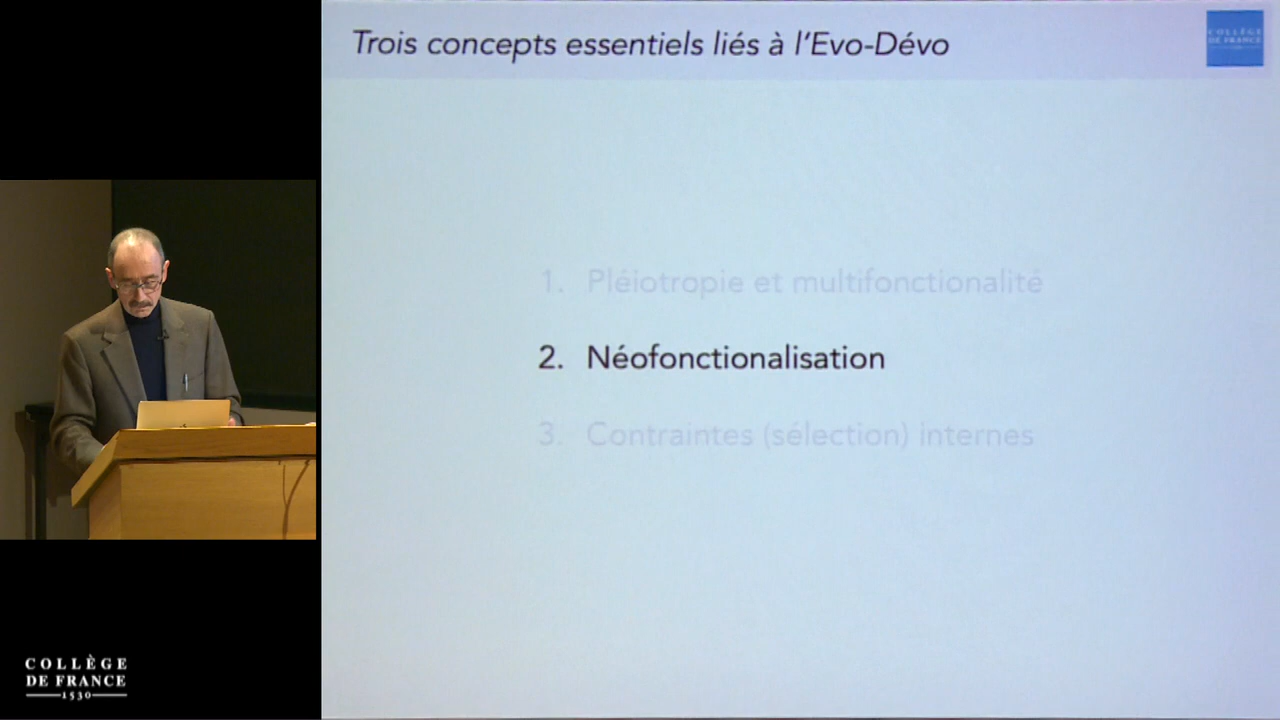 Trois concepts essentiels liés à l'Evo-Dévo
COLLÈGE
DE FRANCE
1. Pléiotropie et multifonctionalité
2. Néofonctionalisation
3. Contraintes (sélection) internes
COLLÈGE
DE FRANCE
1530